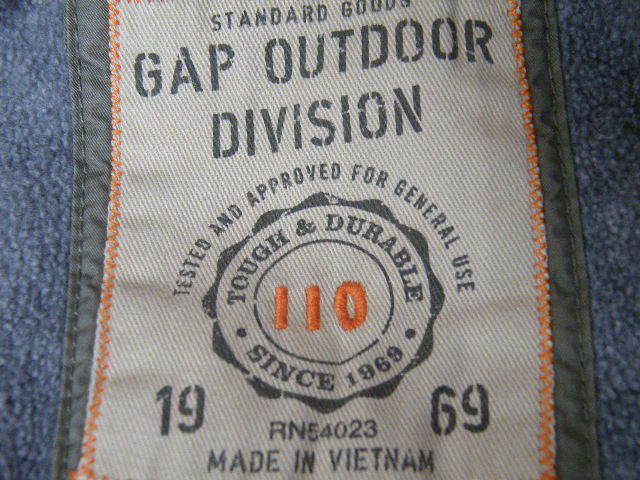 STANDARD GOODS
GAP OUTDOOR
DIVISION
TESTED AND APPROVED FOR GENERAL USE
TOUGH & DURABLE
110
• SINCE 1969 •
19 69
RN54023
MADE IN VIETNAM